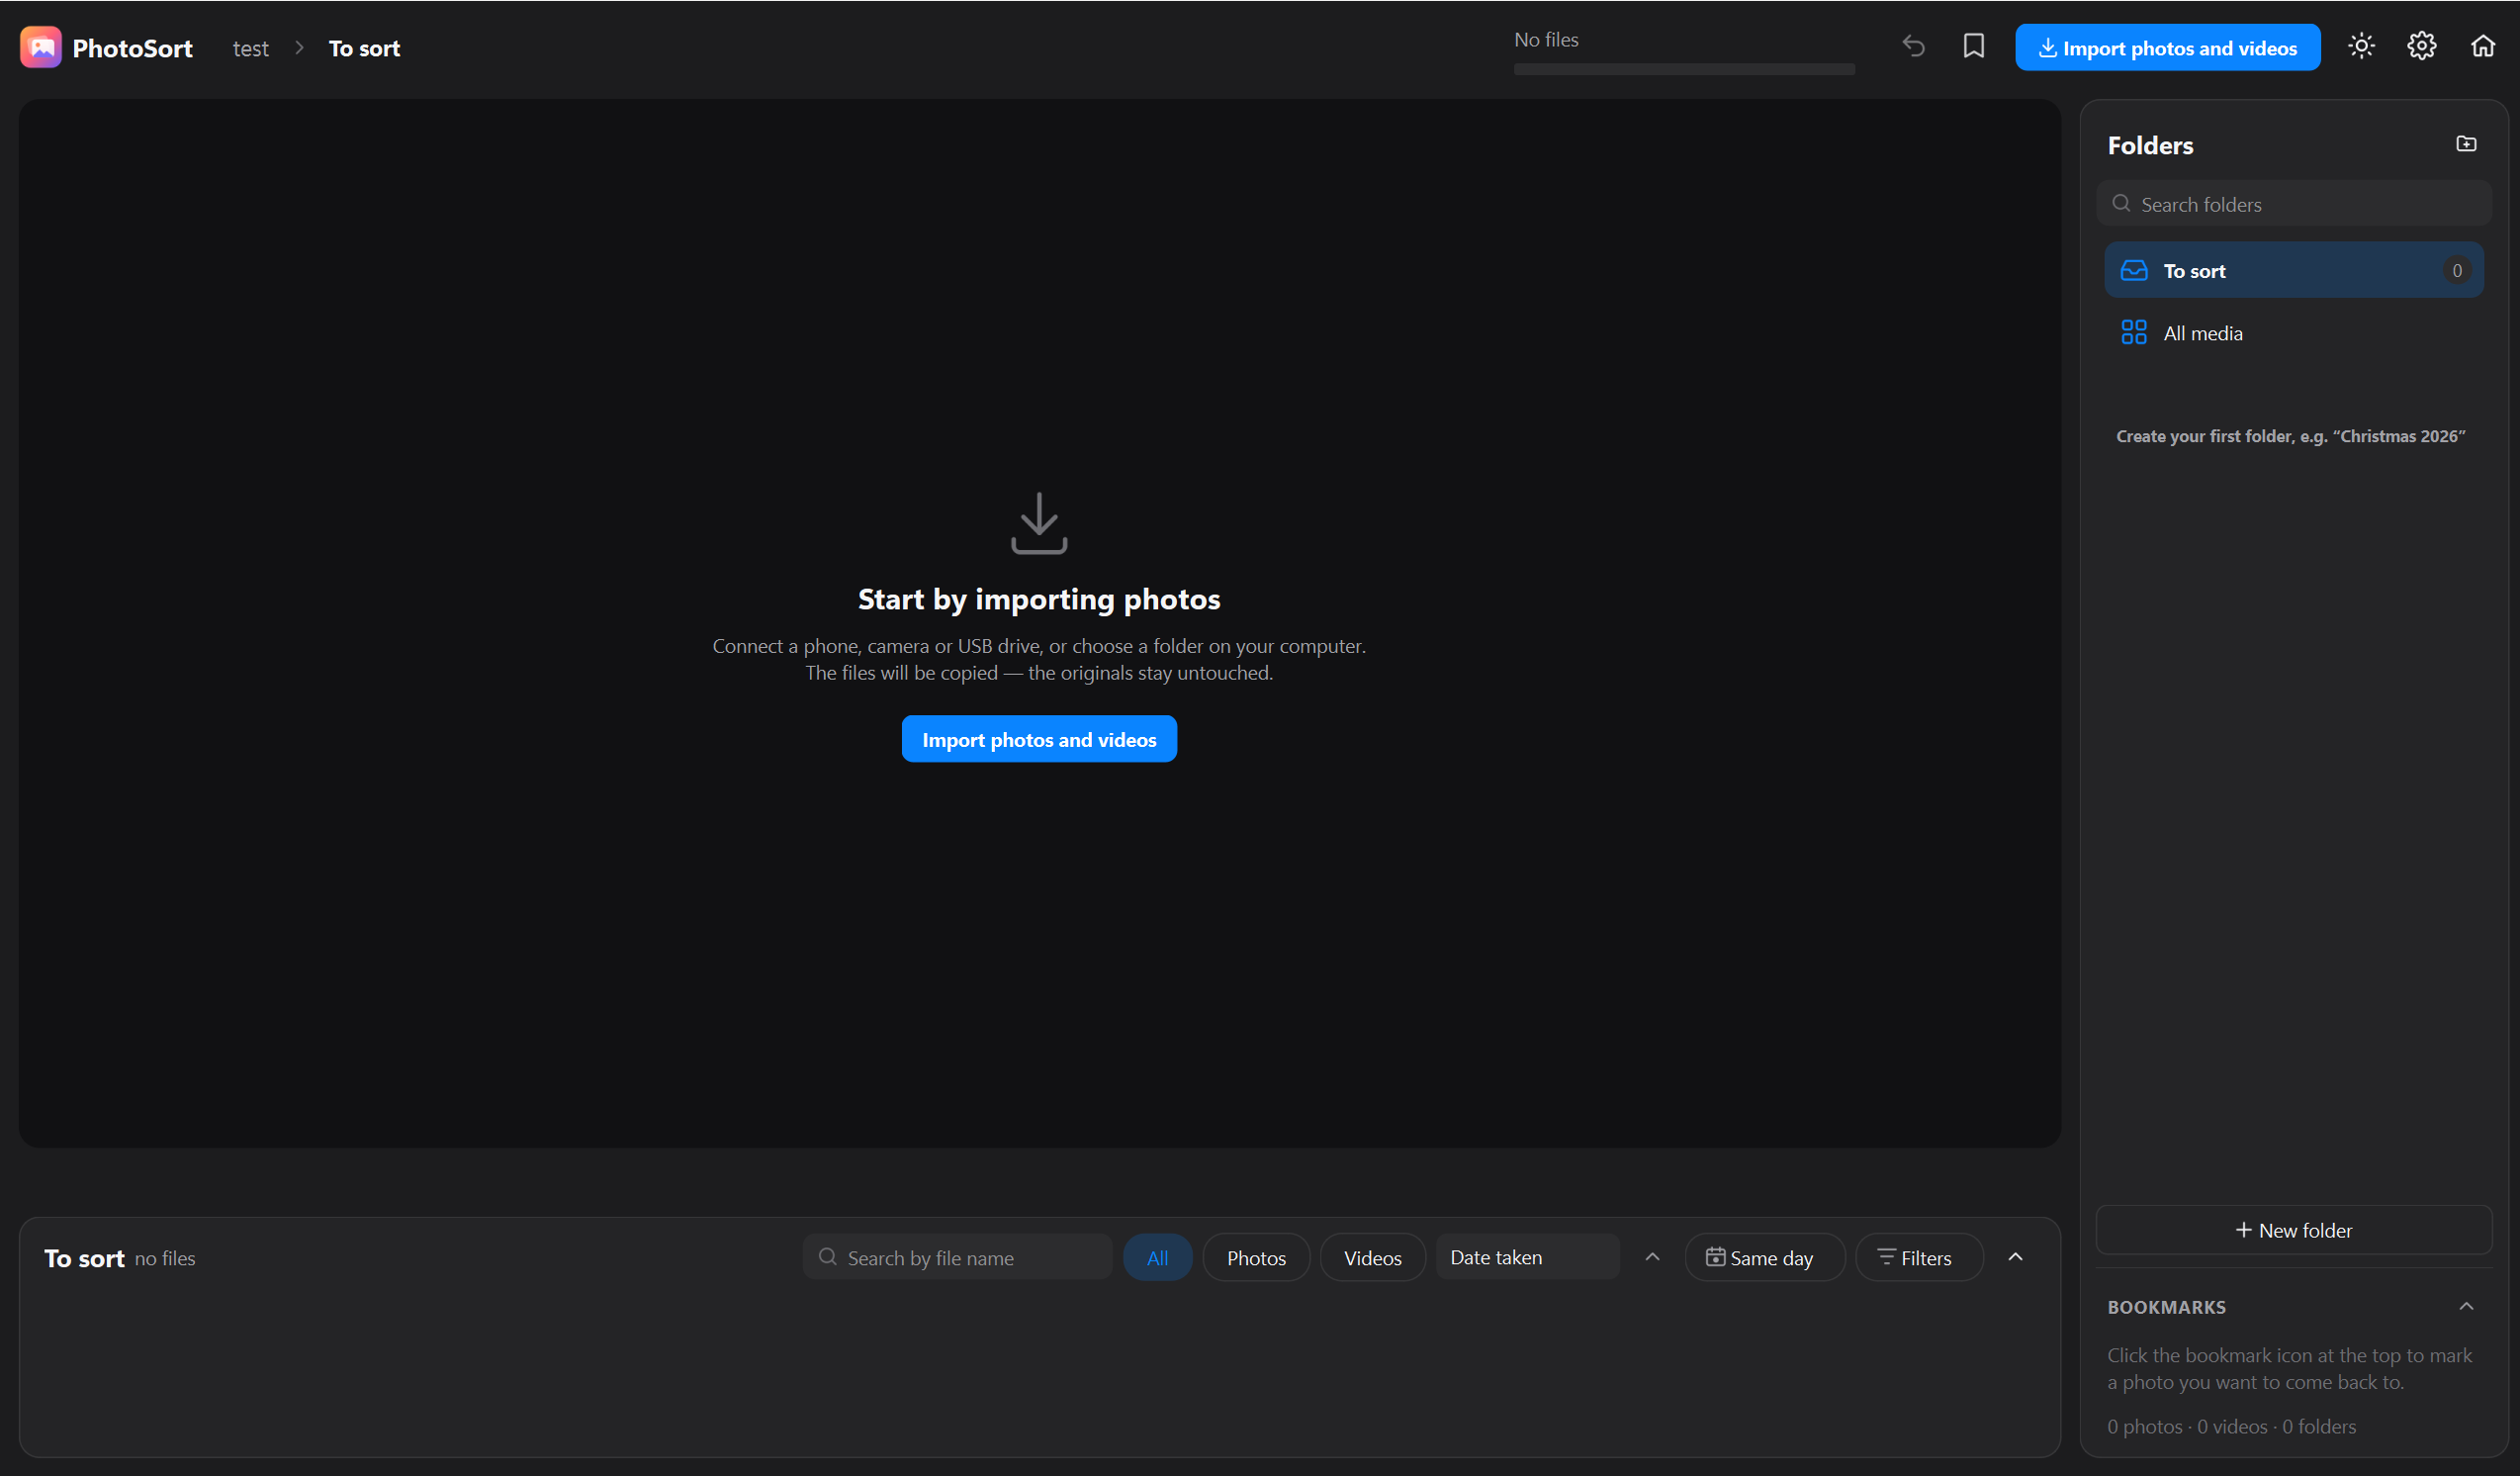 PhotoSort
test
To sort
No files
Import photos and videos
Start by importing photos
Connect a phone, camera or USB drive, or choose a folder on your computer.
The files will be copied — the originals stay untouched.
Import photos and videos
To sort no files
Search by file name
All
Photos
Videos
Date taken
Same day
Filters
Folders
Search folders
To sort
0
All media
Create your first folder, e.g. “Christmas 2026”
New folder
BOOKMARKS
Click the bookmark icon at the top to mark
a photo you want to come back to.
0 photos · 0 videos · 0 folders